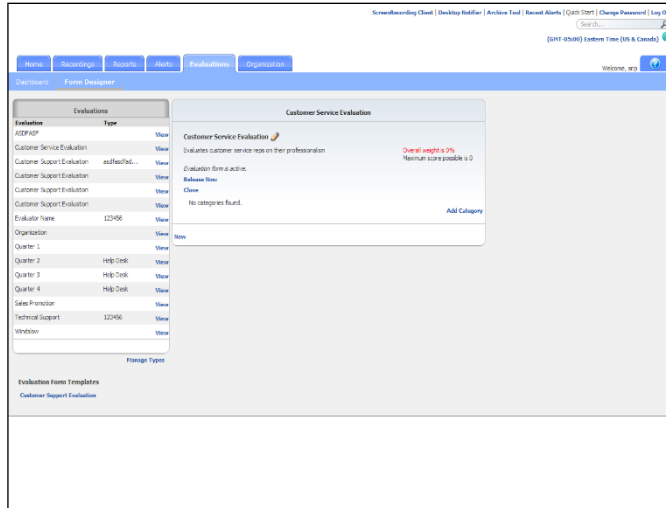 ScreenRecording Client | Desktop Notifier | Archive Tool | Recent Alerts | Quick Start | Change Password | Log O
Search...
(GMT-05:00) Eastern Time (US & Canada)
Home Recordings Reports Alerts Evaluations Organization
Welcome, srp
Dashboard Form Designer
Evaluations
Evaluation Type
ASDFASF View
Customer Service Evaluation View
Customer Support Evaluation asdfasdfad... View
Customer Support Evaluation View
Customer Support Evaluation View
Customer Support Evaluation View
Evaluator Name 123456 View
Organization View
Quarter 1 View
Quarter 2 Help Desk View
Quarter 3 Help Desk View
Quarter 4 Help Desk View
Sales Promotion View
Technical Support 123456 View
Windslow View
Manage Types
Evaluation Form Templates
Customer Support Evaluation
Customer Service Evaluation
Customer Service Evaluation
Evaluates customer service reps on their professionalism
Overall weight is 0%
Maximum score possible is 0
Evaluation form is active.
Release Now
Clone
No categories found.
Add Category
New